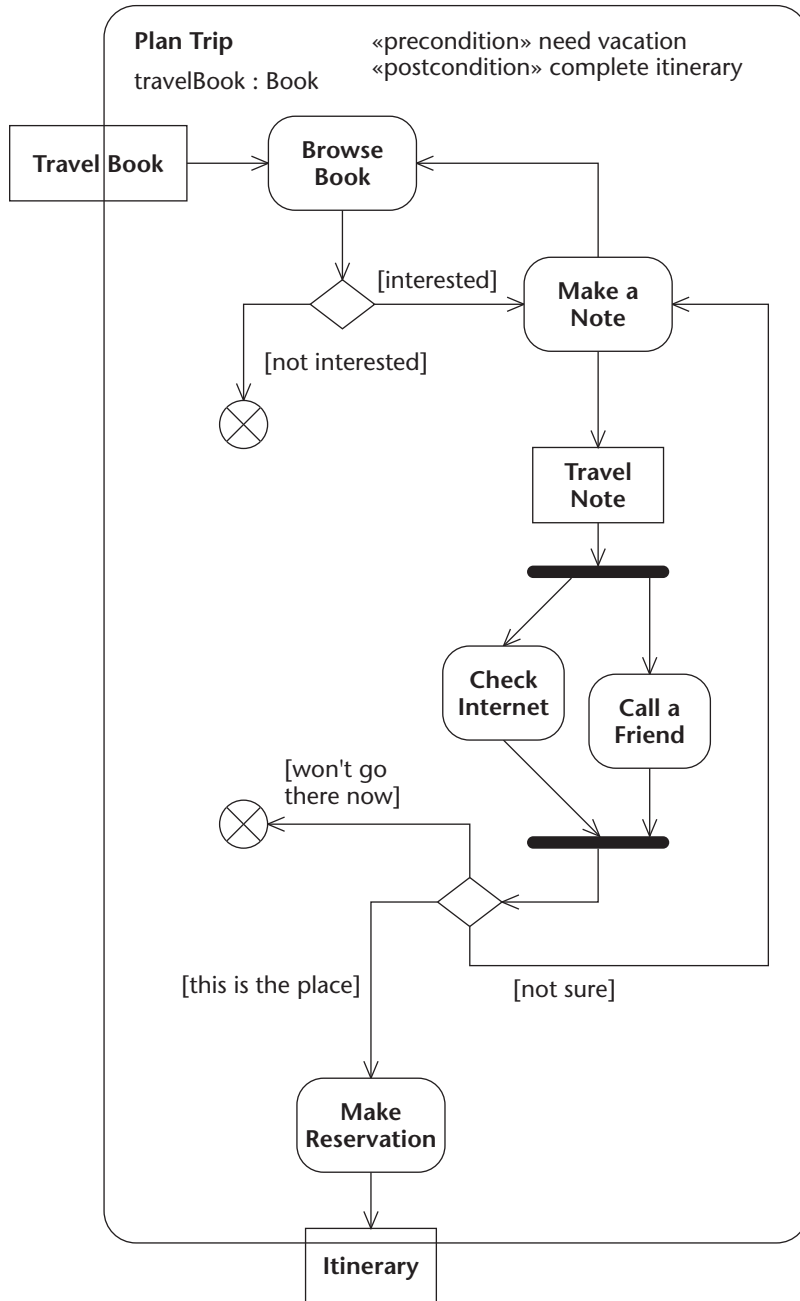 Plan Trip
«precondition» need vacation
travelBook : Book
«postcondition» complete itinerary
Travel Book
Browse
Book
[interested]
Make a
Note
[not interested]
Travel
Note
Check
Internet
Call a
Friend
[won't go
there now]
[this is the place]
[not sure]
Make
Reservation
Itinerary